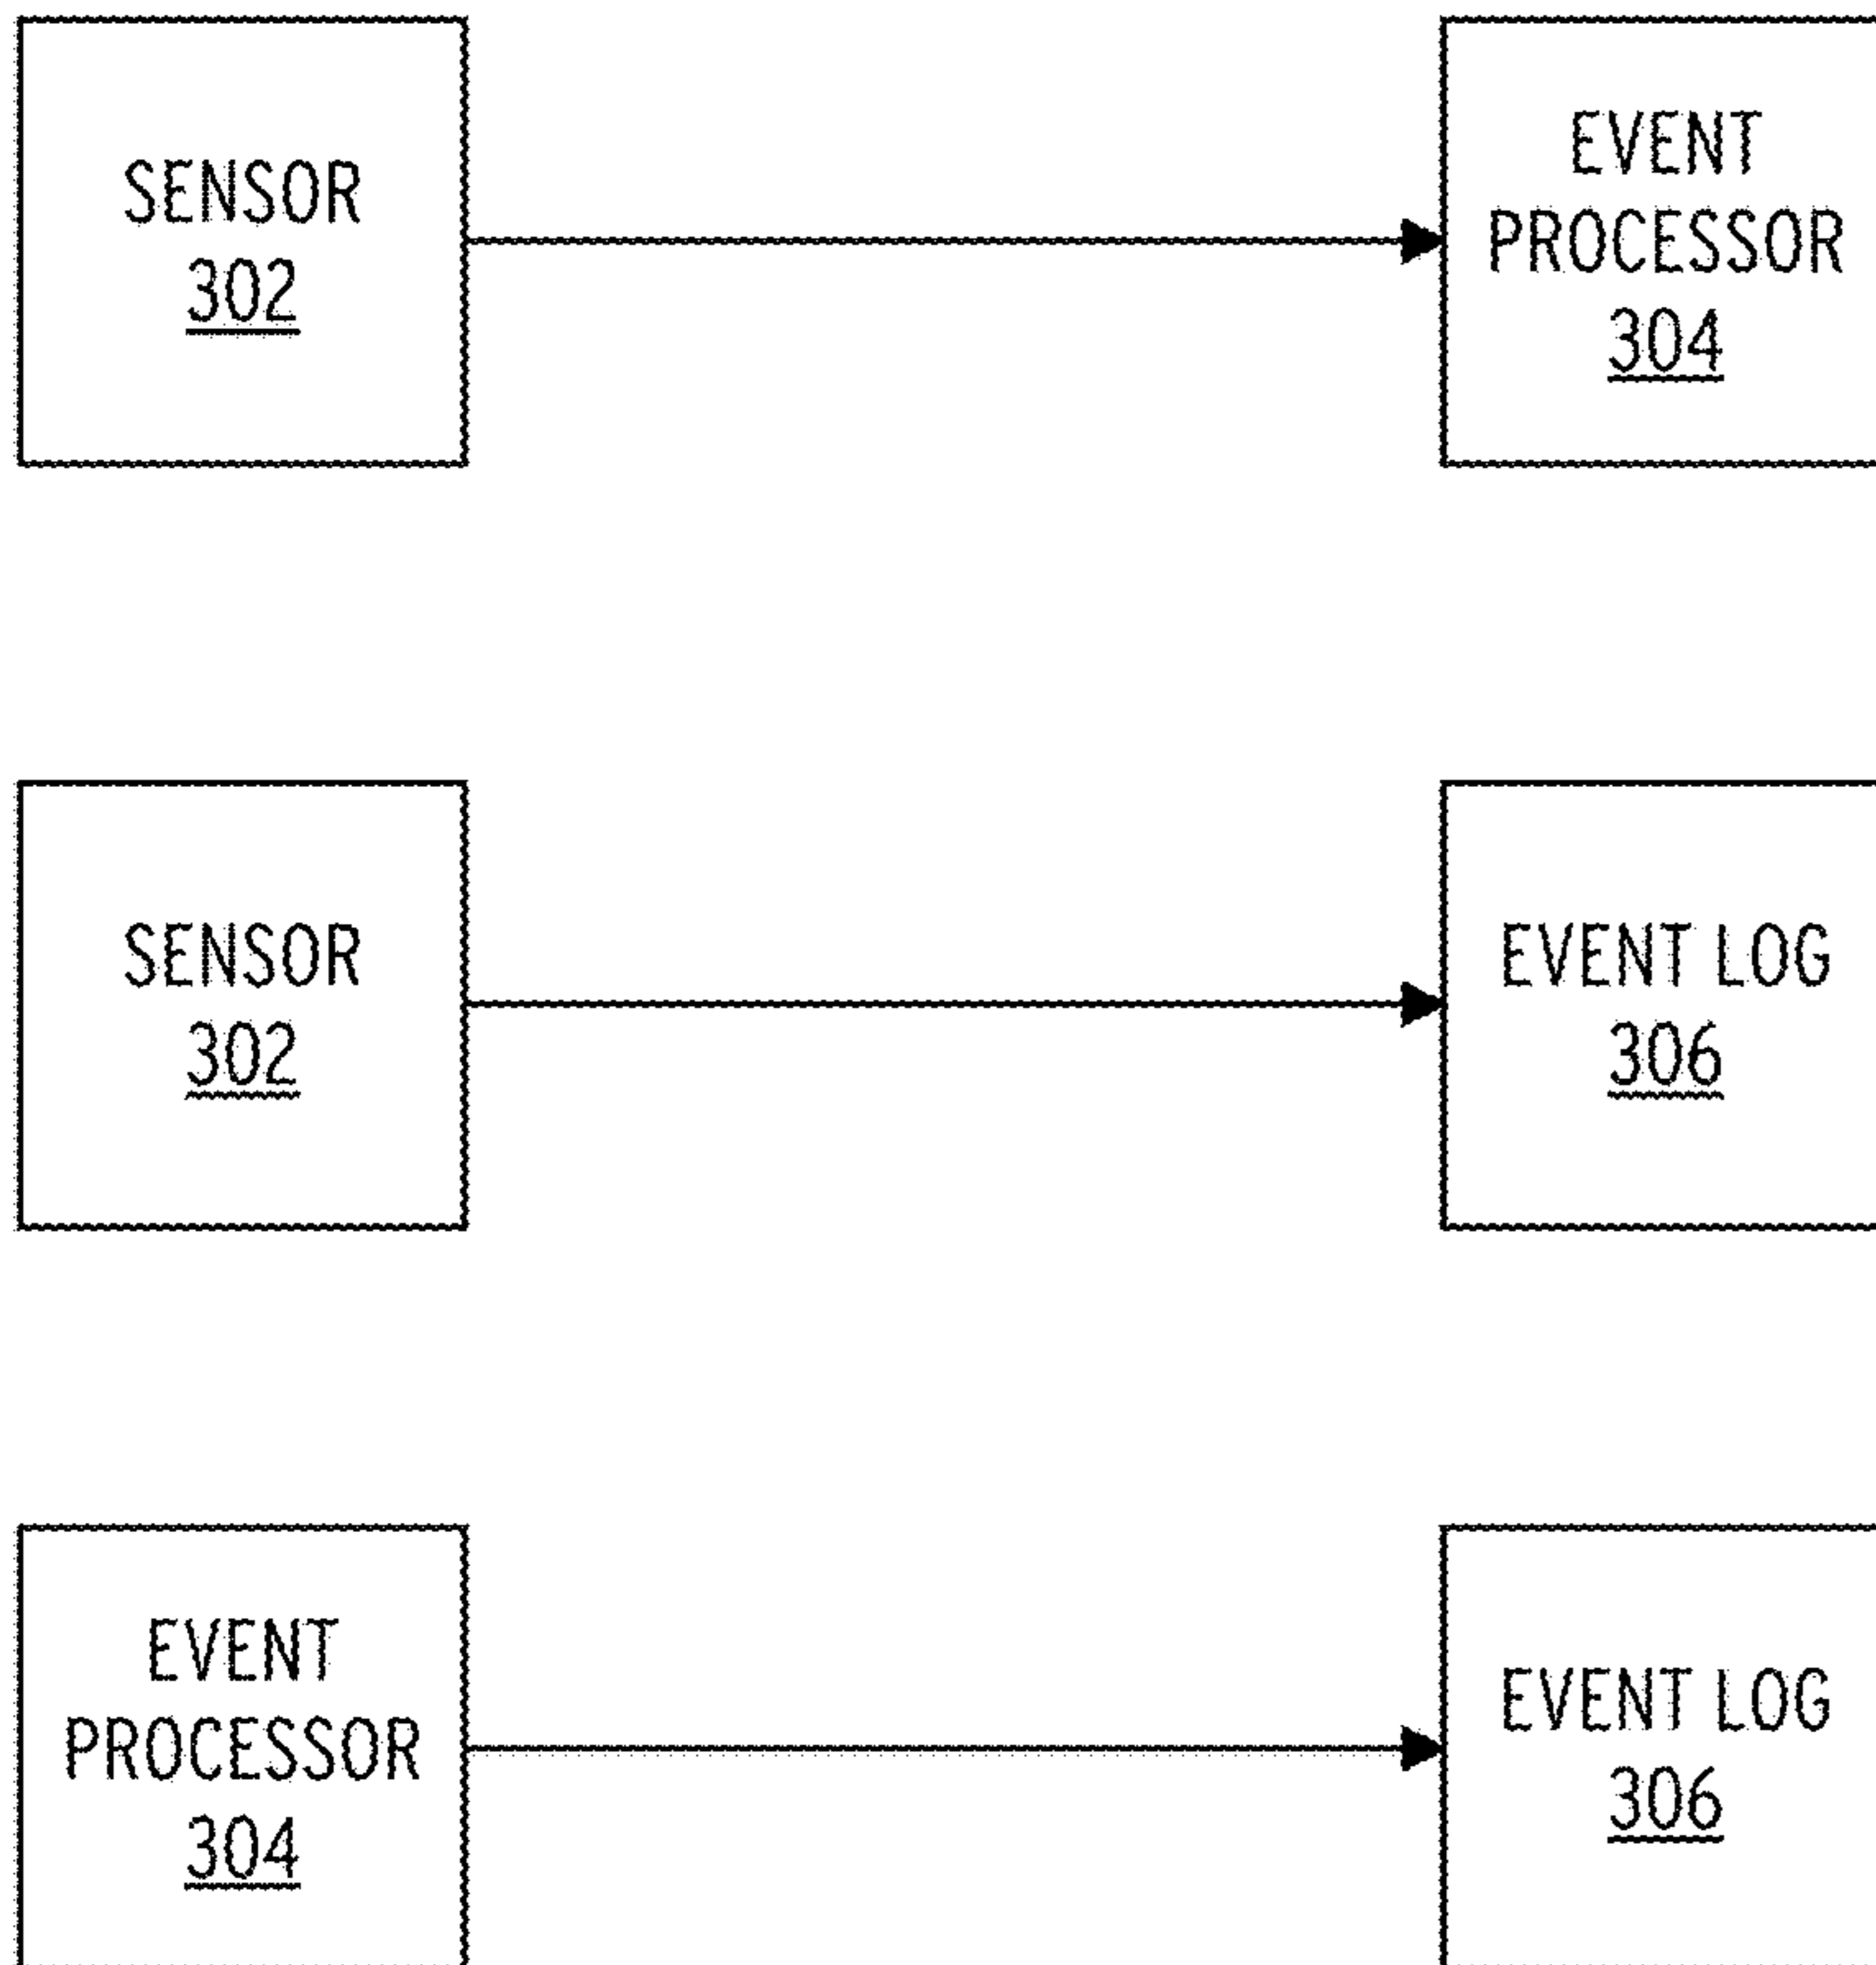 SENSOR
302
EVENT
PROCESSOR
304
SENSOR
302
EVENT LOG
306
EVENT
PROCESSOR
304
EVENT LOG
306